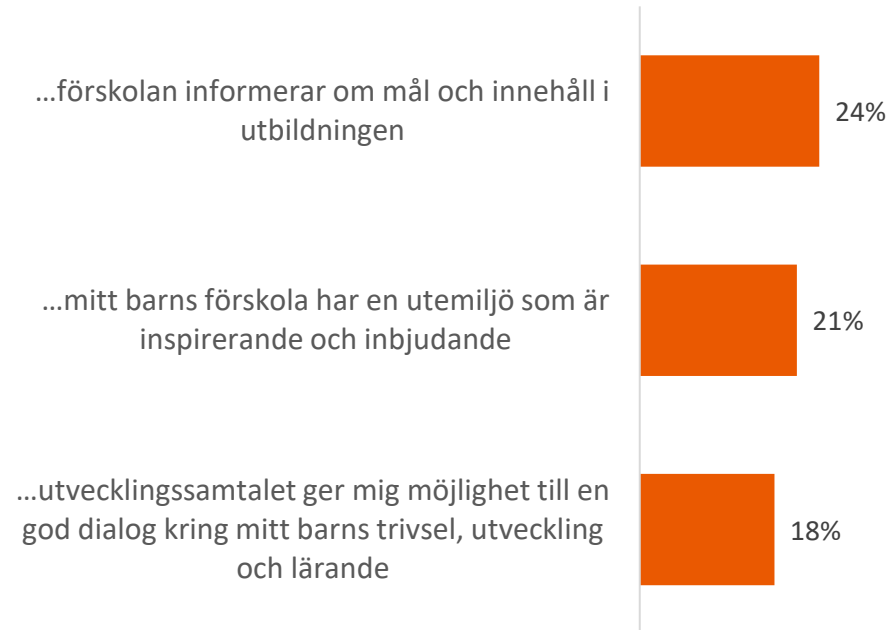 ...förskolan informerar om mål och innehåll i
utbildningen
24%
...mitt barns förskola har en utemiljö som är
inspirerande och inbjudande
21%
...utvecklingssamtalet ger mig möjlighet till en
god dialog kring mitt barns trivsel, utveckling
och lärande
18%